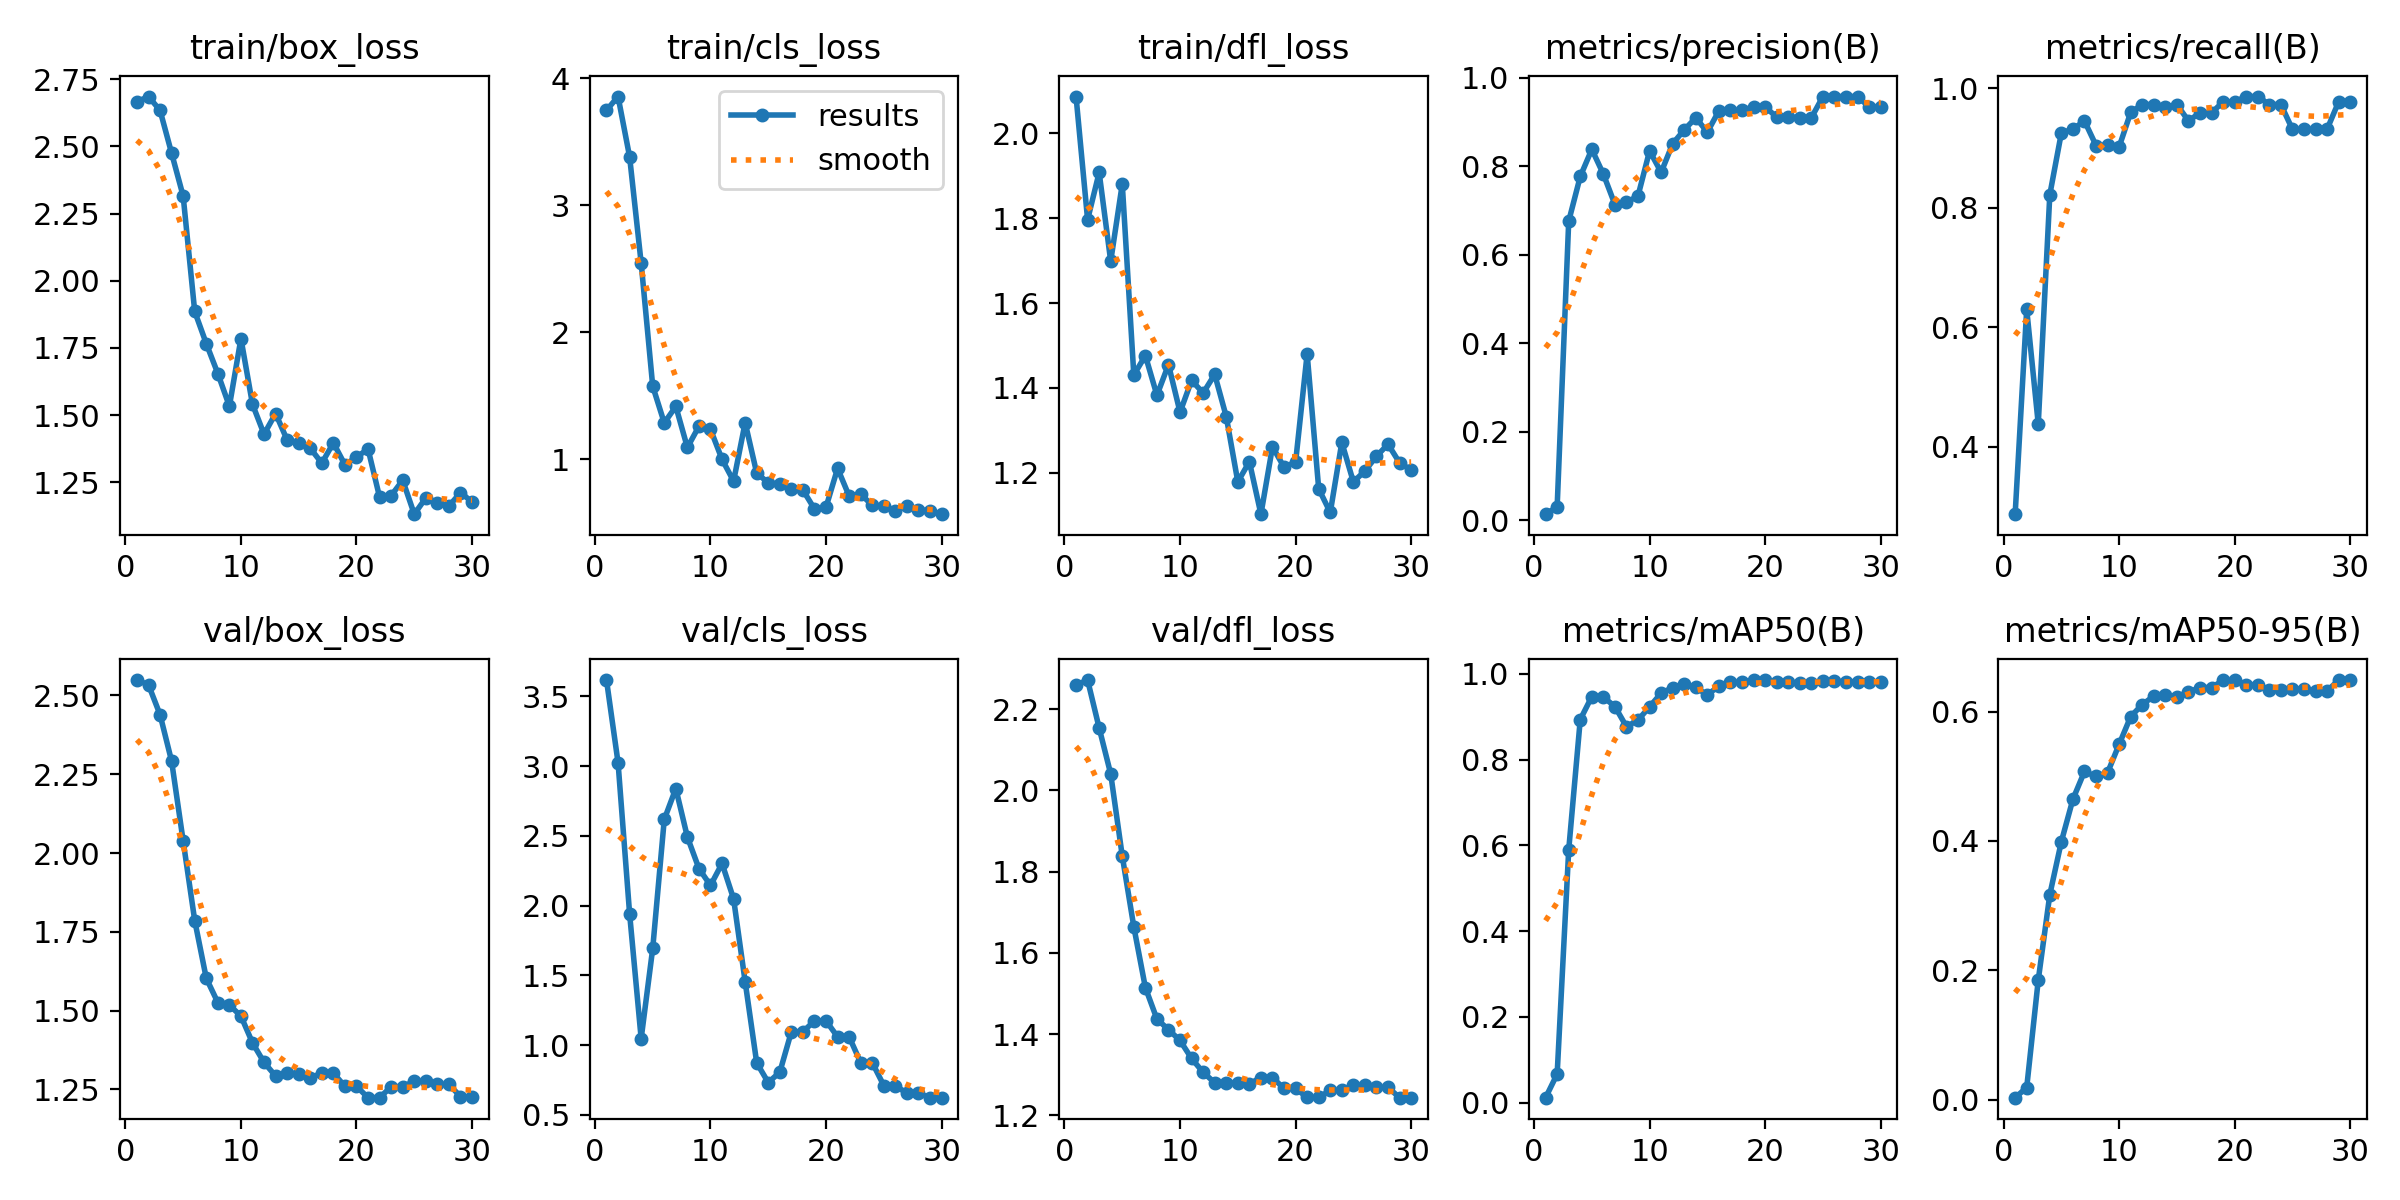 train/box_loss
2.75
2.50
2.25
2.00
1.75
1.50
1.25
0 10 20 30
train/cls_loss
results
smooth
4
3
2
1
0 10 20 30
train/dfl_loss
2.0
1.8
1.6
1.4
1.2
0 10 20 30
metrics/precision(B)
1.0
0.8
0.6
0.4
0.2
0.0
0 10 20 30
metrics/recall(B)
1.0
0.8
0.6
0.4
0 10 20 30
val/box_loss
2.50
2.25
2.00
1.75
1.50
1.25
0 10 20 30
val/cls_loss
3.5
3.0
2.5
2.0
1.5
1.0
0.5
0 10 20 30
val/dfl_loss
2.2
2.0
1.8
1.6
1.4
1.2
0 10 20 30
metrics/mAP50(B)
1.0
0.8
0.6
0.4
0.2
0.0
0 10 20 30
metrics/mAP50-95(B)
0.6
0.4
0.2
0.0
0 10 20 30